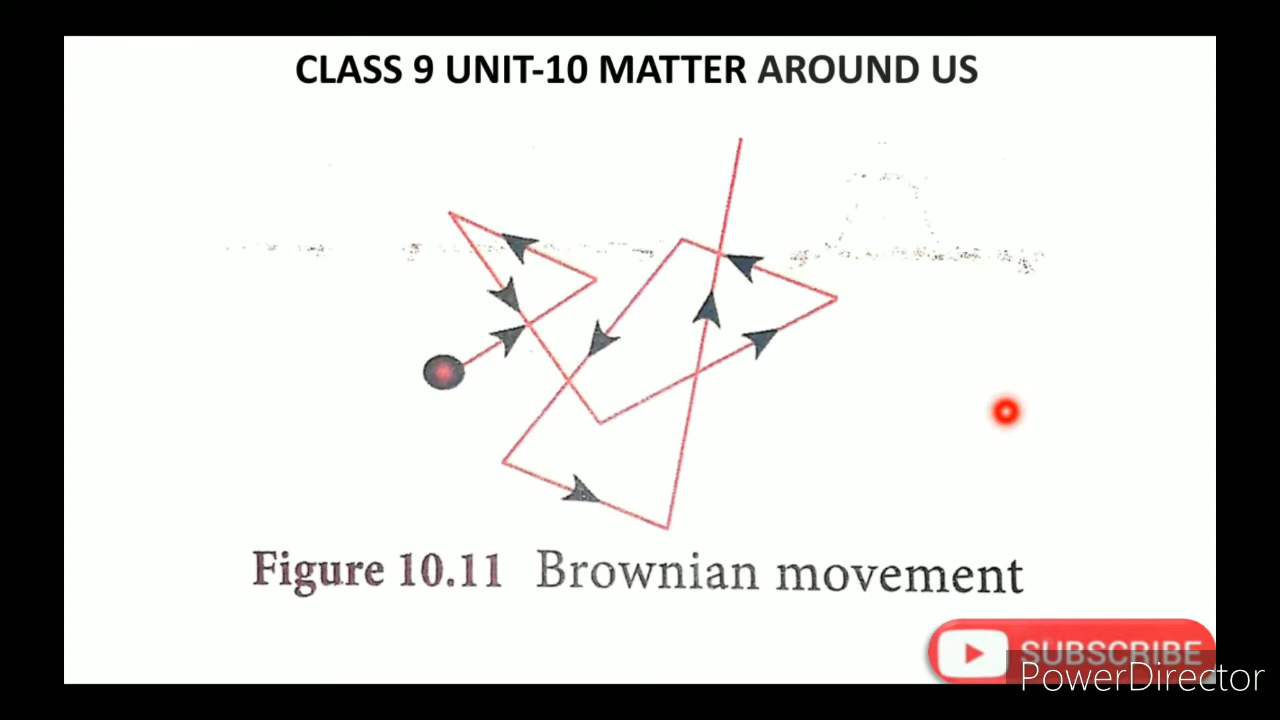 CLASS 9 UNIT-10 MATTER AROUND US
Figure 10.11 Brownian movement
SUBSCRIBE
PowerDirector